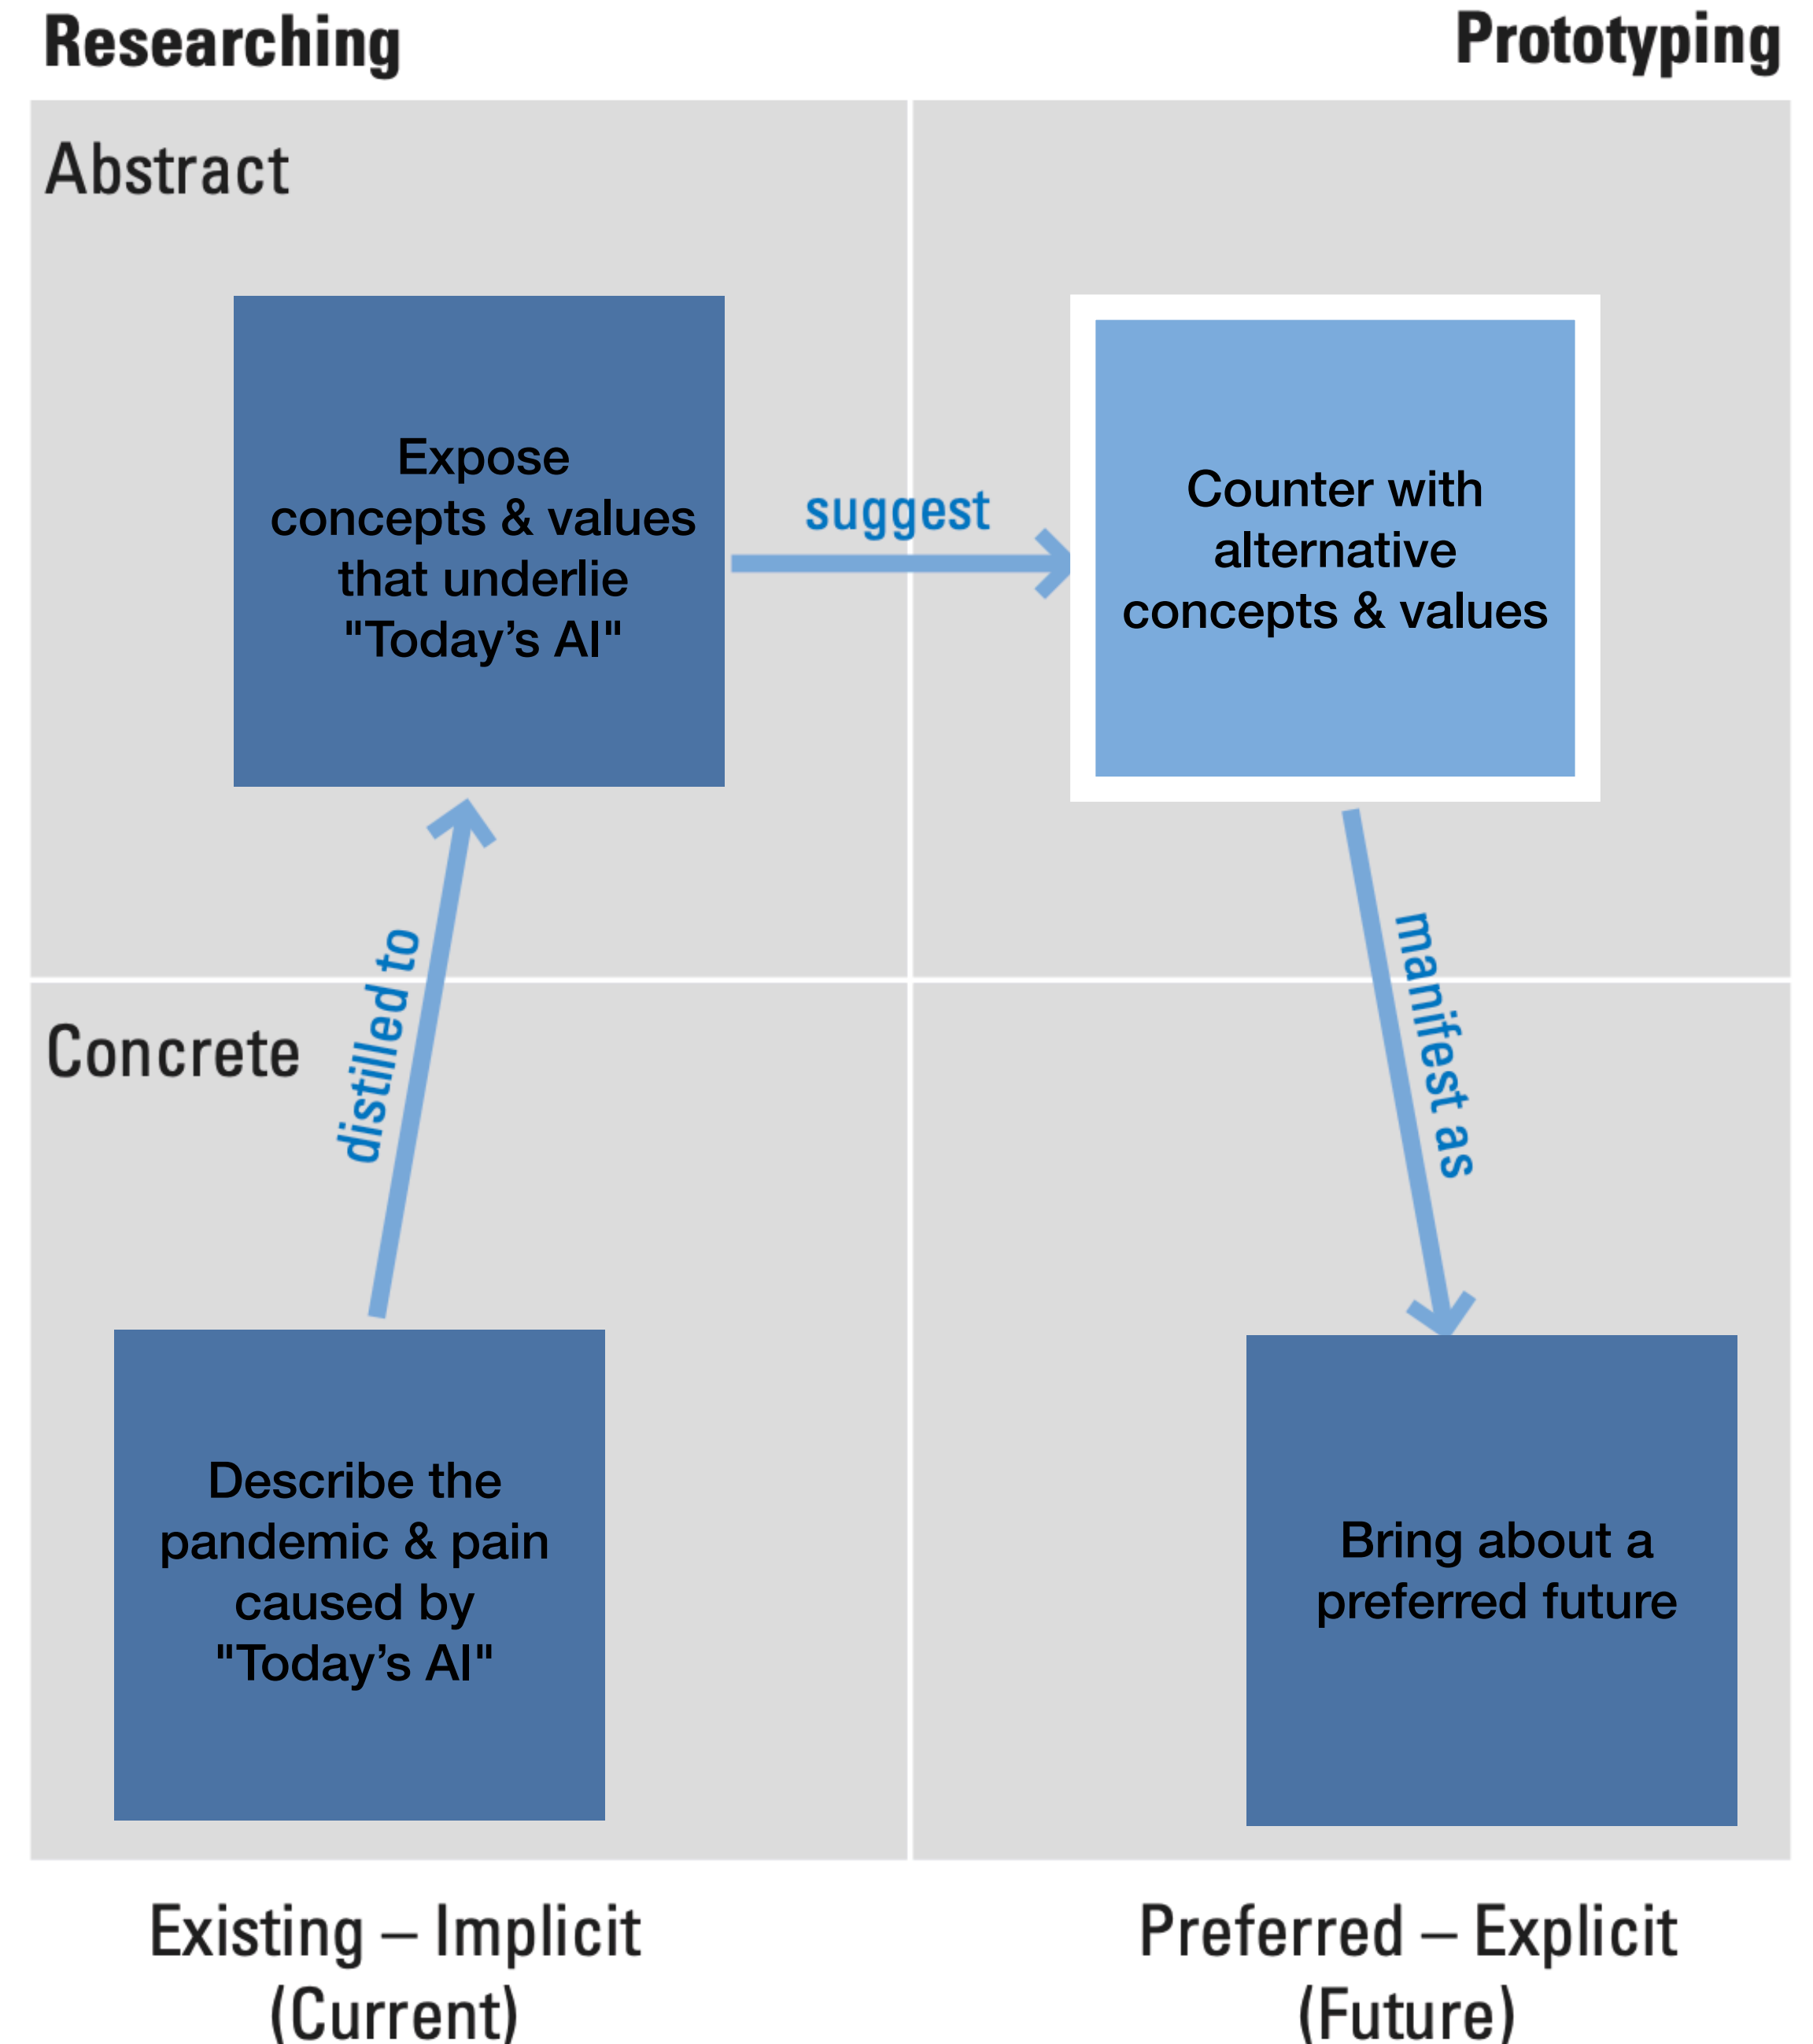 Researching
Prototyping
Abstract
Expose
concepts & values
that underlie
"Today’s AI"
suggest
Counter with
alternative
concepts & values
distilled to
manifest as
Concrete
Describe the
pandemic & pain
caused by
"Today’s AI"
Bring about a
preferred future
Existing – Implicit
(Current)
Preferred – Explicit
(Future)